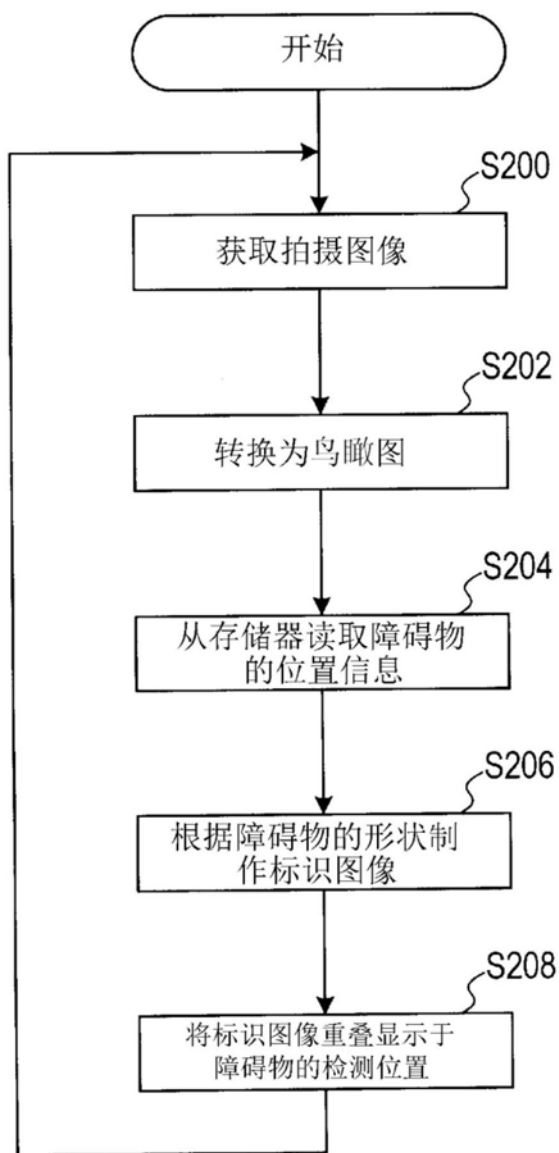 开始
S200
获取拍摄图像
S202
转换为鸟瞰图
S204
从存储器读取障碍物
的位置信息
S206
根据障碍物的形状制
作标识图像
S208
将标识图像重叠显示于
障碍物的检测位置